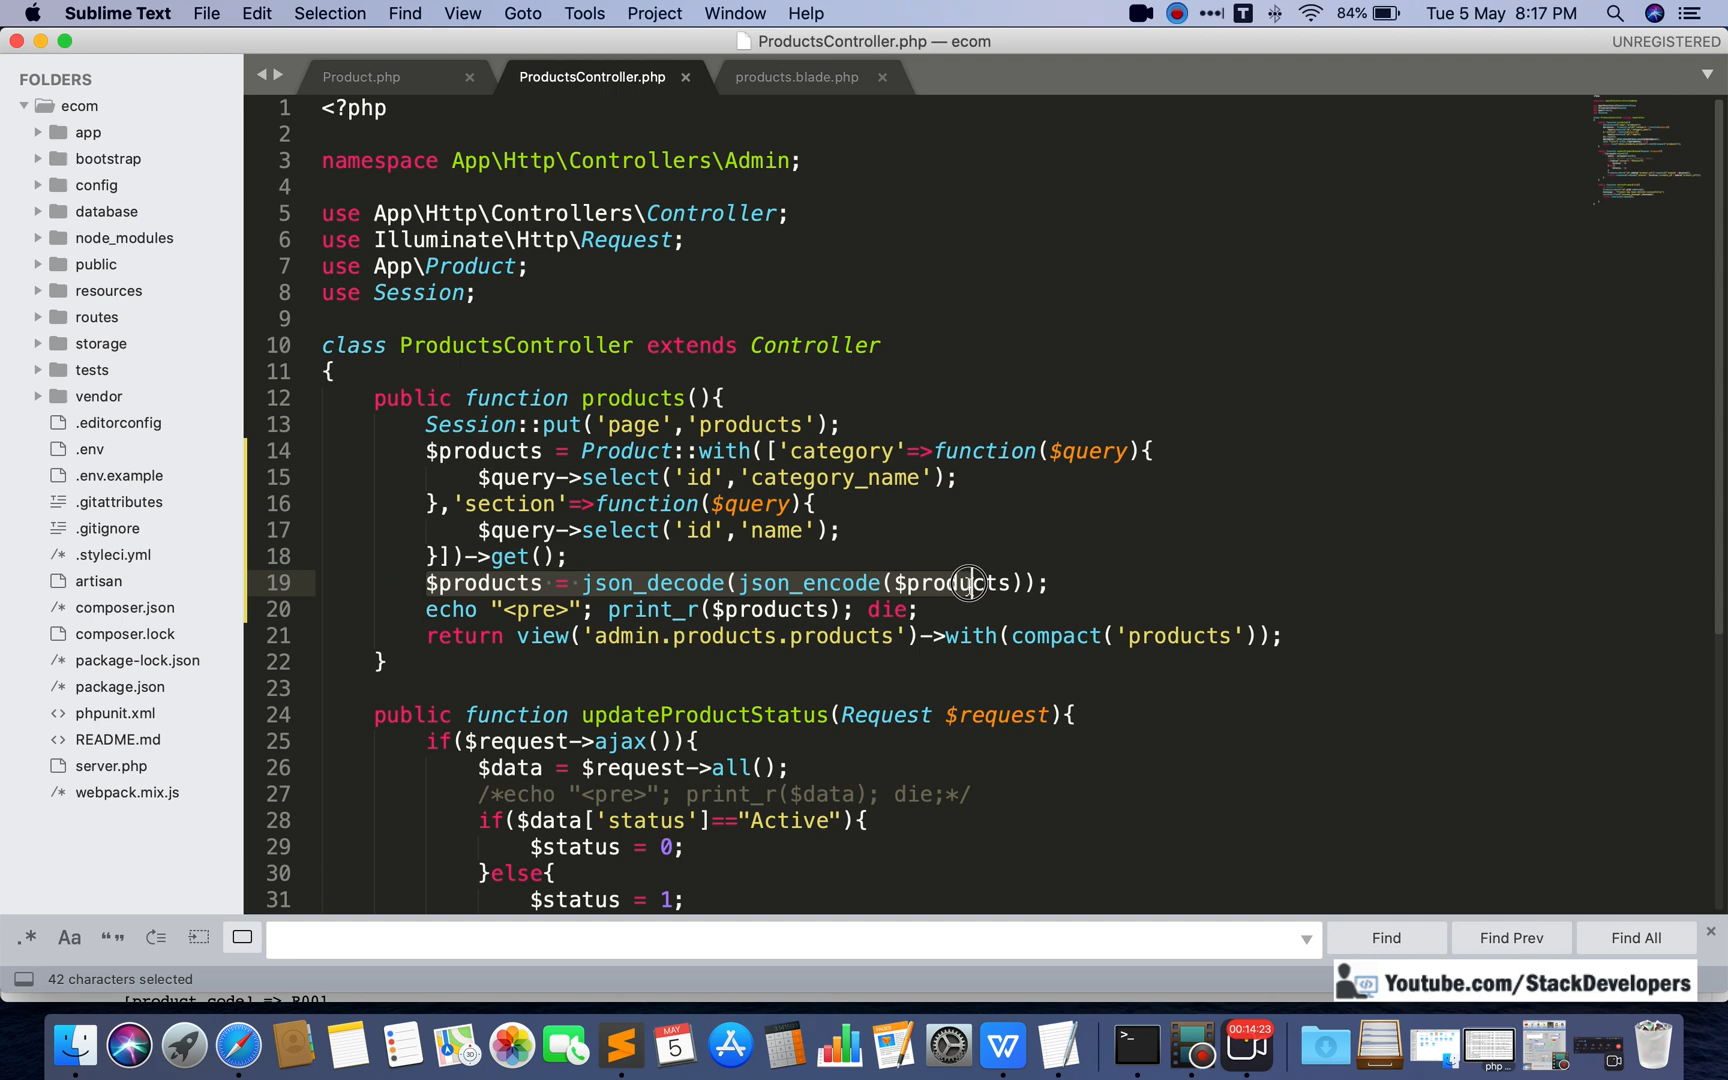 Sublime Text File Edit Selection Find View Goto Tools Project Window Help 84% Tue 5 May 8:17 PM
ProductsController.php — ecom UNREGISTERED
FOLDERS
Product.php × ProductsController.php × products.blade.php ×
ecom
app
bootstrap
config
database
node_modules
public
resources
routes
storage
tests
vendor
.editorconfig
.env
.env.example
.gitattributes
.gitignore
.styleci.yml
artisan
composer.json
composer.lock
package-lock.json
package.json
phpunit.xml
README.md
server.php
webpack.mix.js
1 <?php
2
3 namespace App\Http\Controllers\Admin;
4
5 use App\Http\Controllers\Controller;
6 use Illuminate\Http\Request;
7 use App\Product;
8 use Session;
9
10 class ProductsController extends Controller
11 {
12 public function products(){
13 Session::put('page','products');
14 $products = Product::with(['category'=>function($query){
15 $query->select('id','category_name');
16 },'section'=>function($query){
17 $query->select('id','name');
18 }])->get();
19 $products = json_decode(json_encode($products));
20 echo "<pre>"; print_r($products); die;
21 return view('admin.products.products')->with(compact('products'));
22 }
23
24 public function updateProductStatus(Request $request){
25 if($request->ajax()){
26 $data = $request->all();
27 /*echo "<pre>"; print_r($data); die;*/
28 if($data['status']=="Active"){
29 $status = 0;
30 }else{
31 $status = 1;
.* Aa “” Find Find Prev Find All ×
42 characters selected
[product_code] => R001
Youtube.com/StackDevelopers
MAY
5
00:14:23
php ...